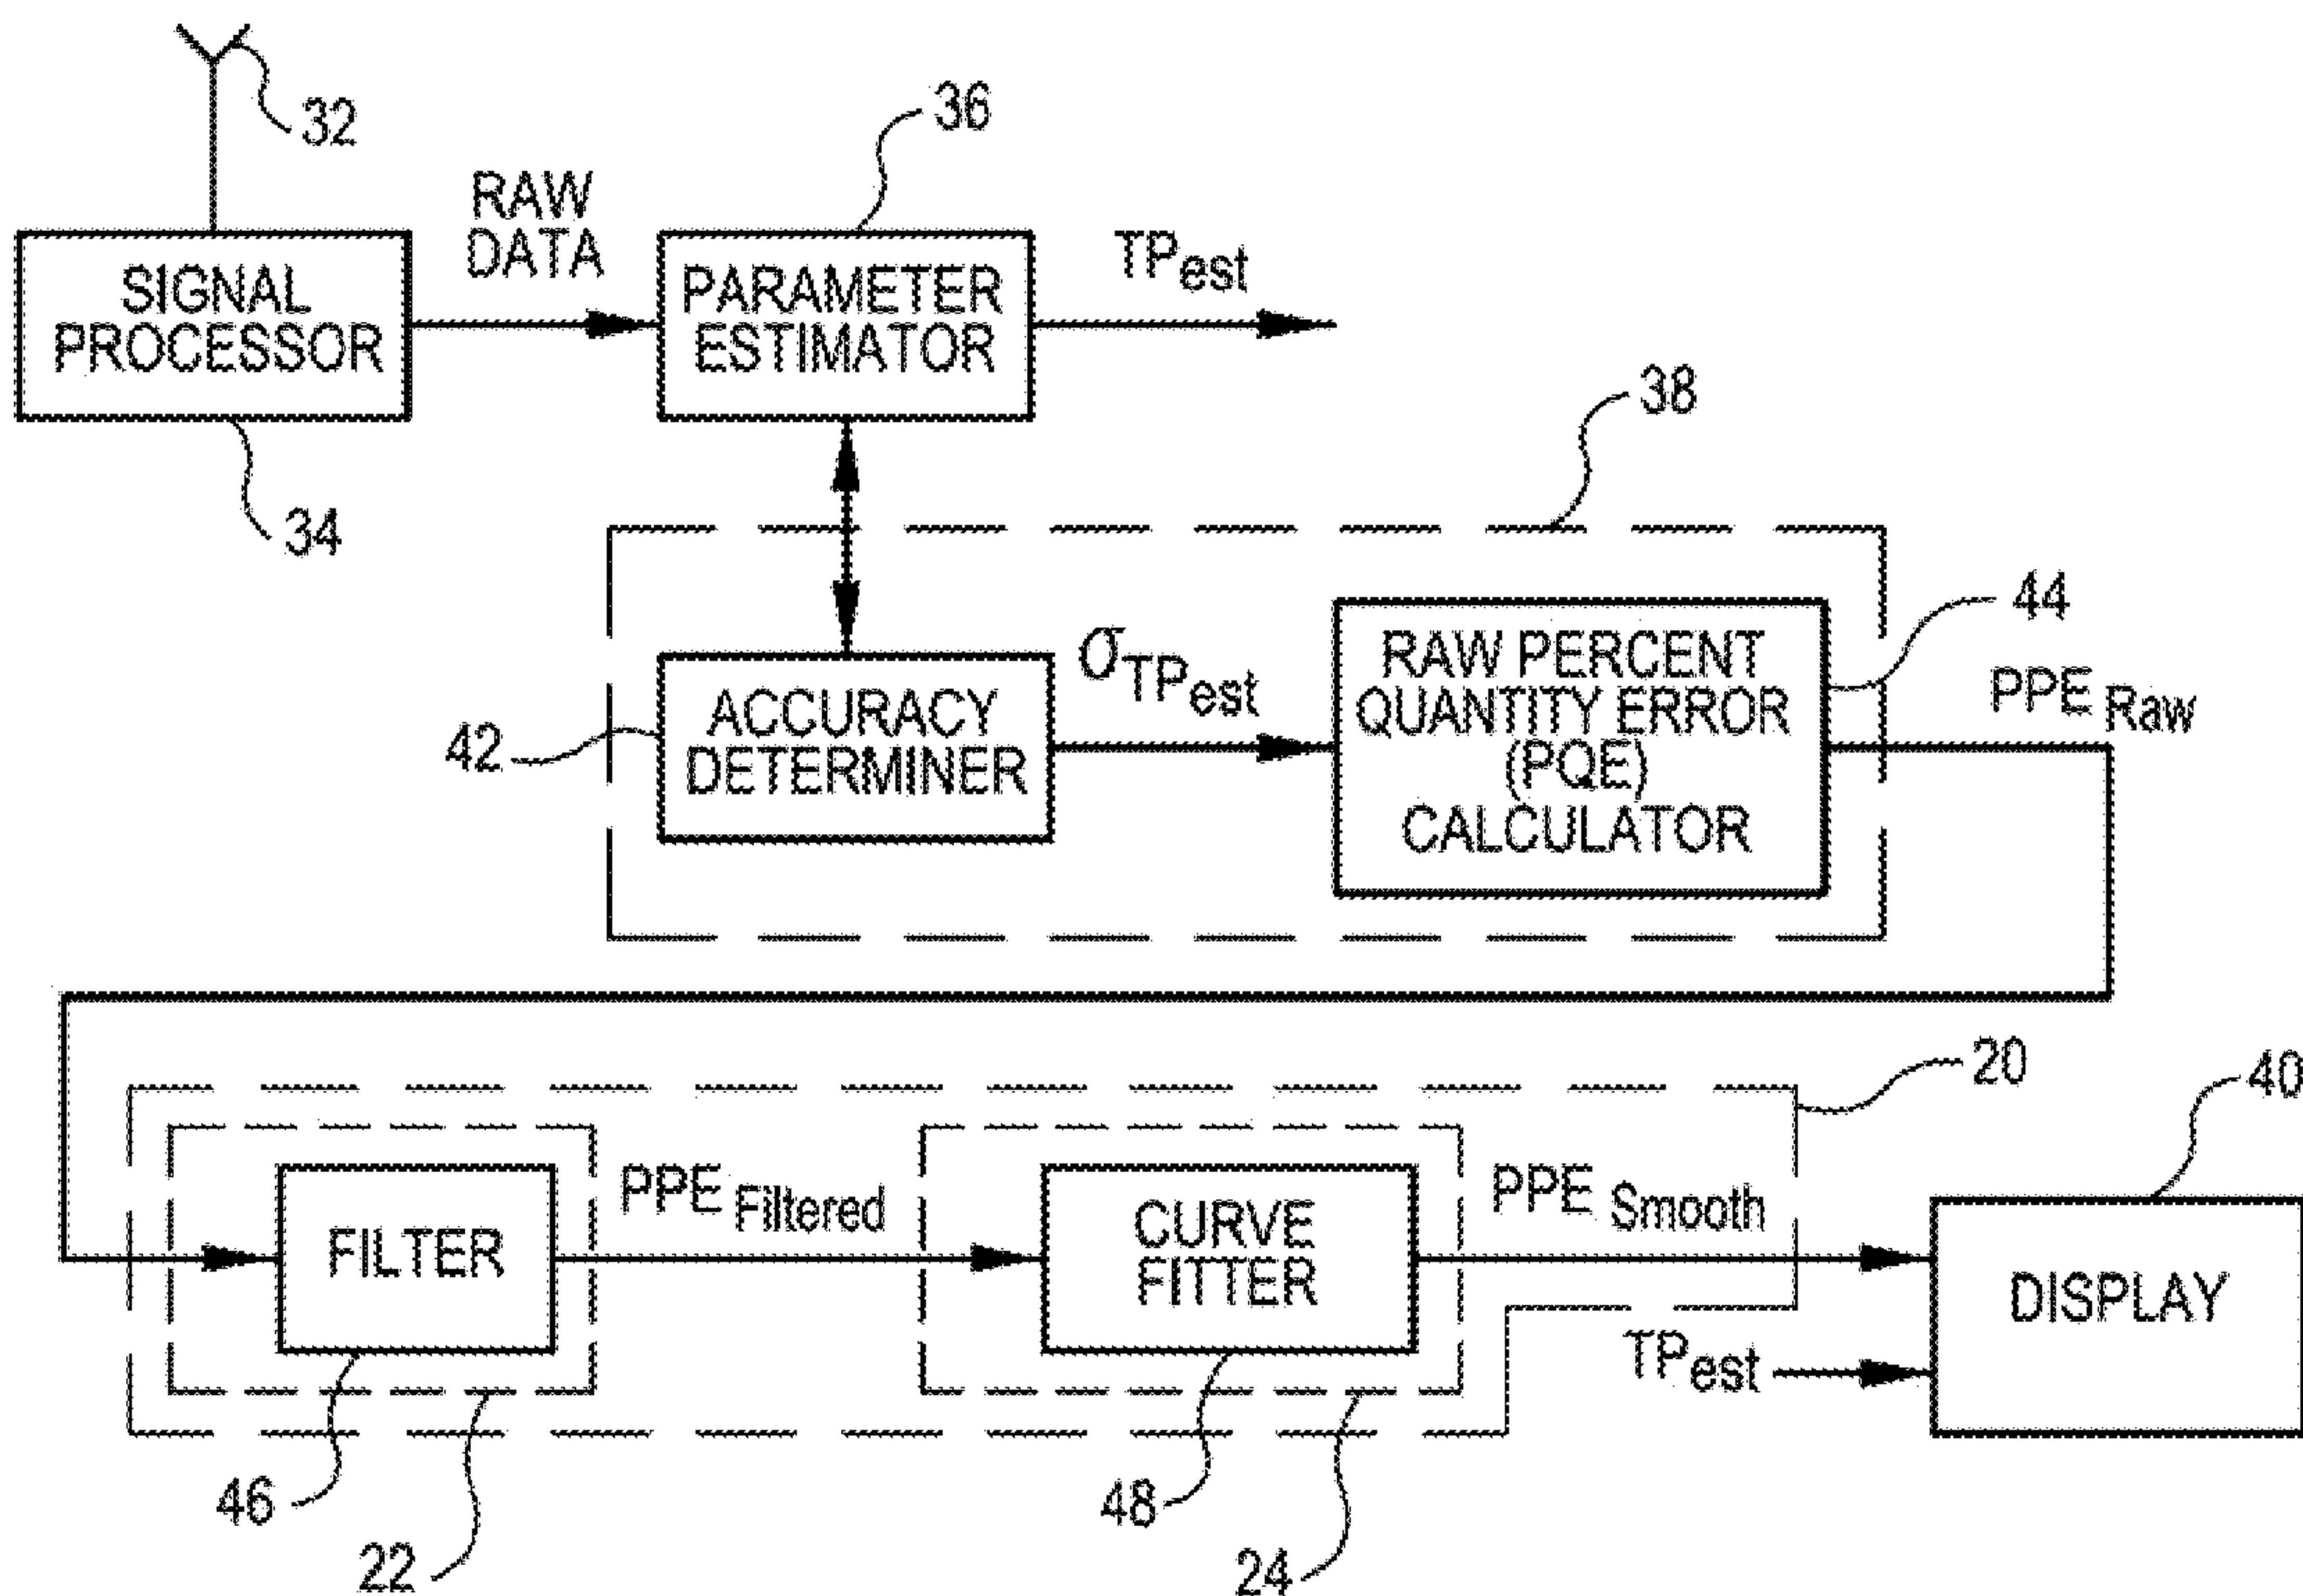 32
36
RAW
DATA
TPest
SIGNAL
PROCESSOR
PARAMETER
ESTIMATOR
38
34
44
σTPest
RAW PERCENT
QUANTITY ERROR
(PQE)
CALCULATOR
PPE Raw
42
ACCURACY
DETERMINER
20
40
FILTER
PPE Filtered
CURVE
FITTER
PPE Smooth
DISPLAY
TPest
46
48
22
24